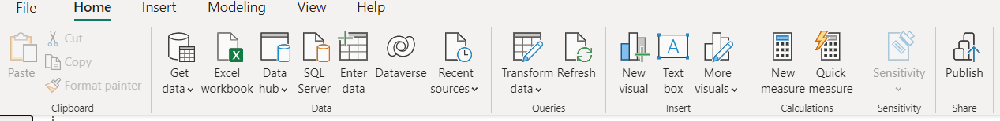 File Home Insert Modeling View Help
Cut
Copy
Format painter
Paste
Clipboard
Get data
Excel workbook
Data hub
SQL Server
Enter data
Dataverse
Recent sources
Data
Transform data
Refresh
Queries
New visual
Text box
More visuals
Insert
New measure
Quick measure
Calculations
Sensitivity
Sensitivity
Publish
Share